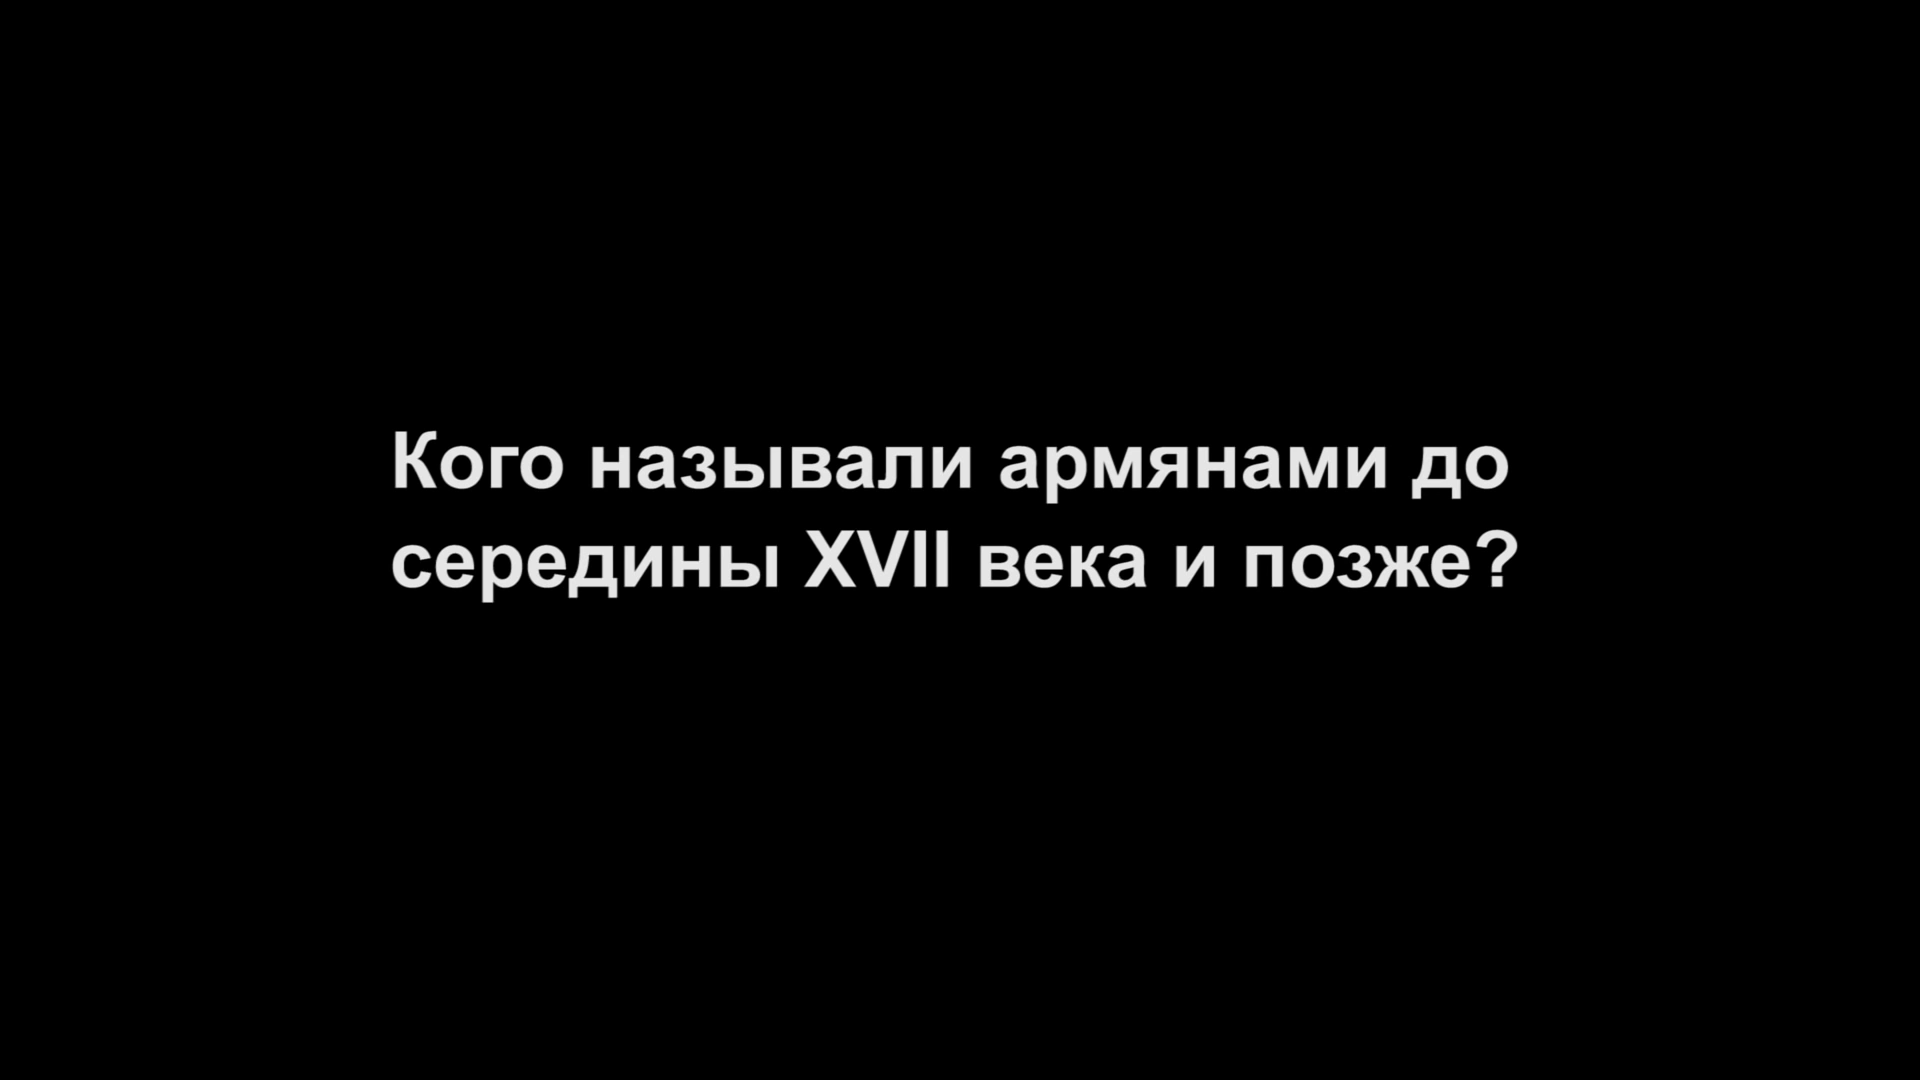 Кого называли армянами до
середины XVII века и позже?